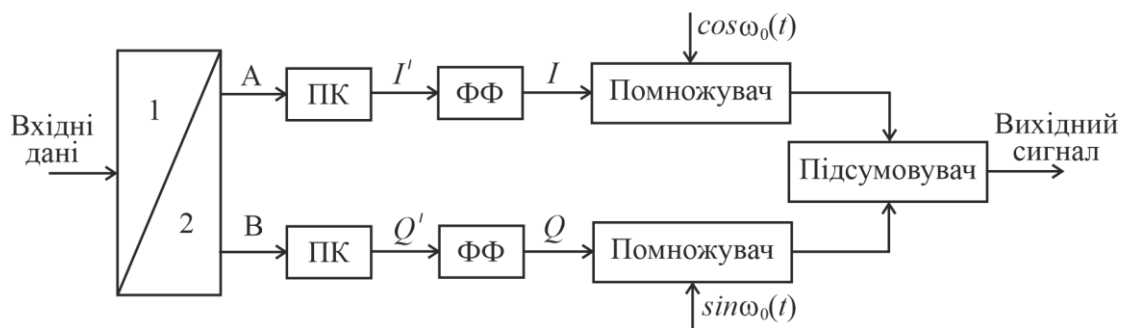 cosω₀(t)
A
ПК
I'
ФФ
I
Помножувач
1
Вхідні
дані
Вихідний
сигнал
Підсумовувач
2
B
ПК
Q'
ФФ
Q
Помножувач
sinω₀(t)